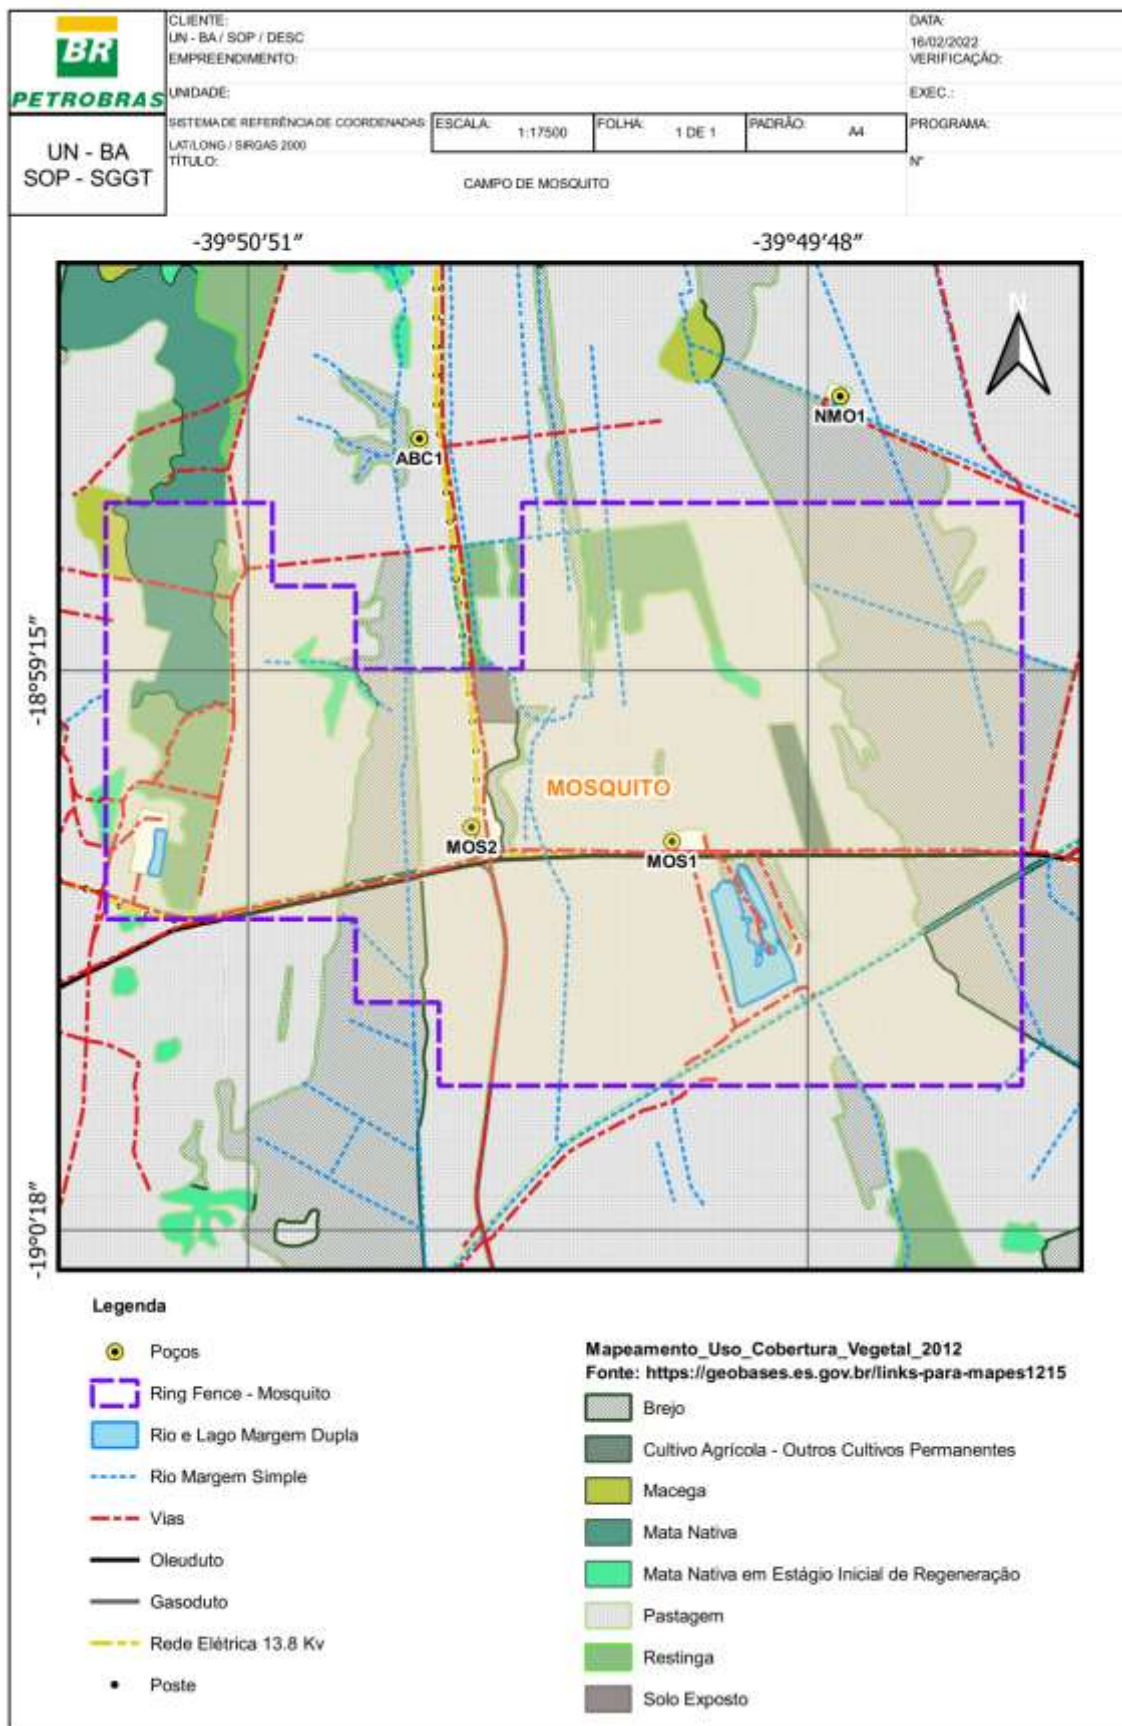 BR
PETROBRAS
UN - BA
SOP - SGGT
CLIENTE:
UN - BA / SOP / DESC
EMPREENDIMENTO:
UNIDADE:
SISTEMA DE REFERÊNCIA DE COORDENADAS:
LAT/LONG / SIRGAS 2000
ESCALA:
1:17500
FOLHA:
1 DE 1
PADRÃO:
A4
TÍTULO:
CAMPO DE MOSQUITO
DATA:
16/02/2022
VERIFICAÇÃO:
EXEC.:
PROGRAMA:
N°
-39°50'51"
-39°49'48"
N
NMO1
ABC1
-18°59'15"
MOSQUITO
MOS2
MOS1
-19°0'18"
Legenda
Poços
Ring Fence - Mosquito
Rio e Lago Margem Dupla
Rio Margem Simple
Vias
Oleuduto
Gasoduto
Rede Elétrica 13.8 Kv
Poste
Mapeamento_Uso_Cobertura_Vegetal_2012
Fonte: https://geobases.es.gov.br/links-para-mapes1215
Brejo
Cultivo Agrícola - Outros Cultivos Permanentes
Macega
Mata Nativa
Mata Nativa em Estágio Inicial de Regeneração
Pastagem
Restinga
Solo Exposto